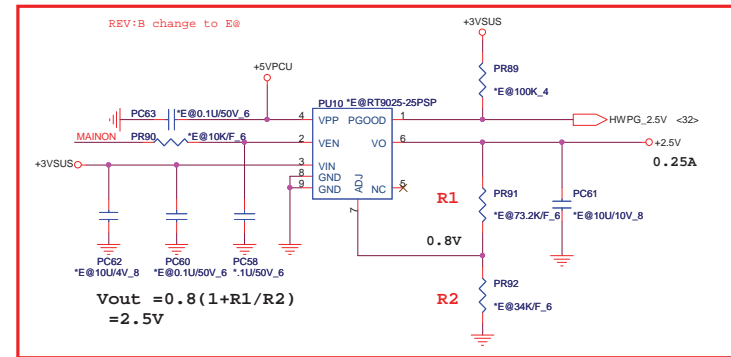 REV:B change to E@
+3VSUS
+5VPCU
PR89
*E@100K_4
PC63
*E@0.1U/50V_6
PU10 *E@RT9025-25PSP
4 VPP PGOOD 1
HWPG_2.5V <32>
MAINON PR90 *E@10K/F_6
2 VEN VO 6
+2.5V
0.25A
+3VSUS
3 VIN
8 GND
9 GND ADJ NC 5
7
R1
PR91
*E@73.2K/F_6
PC61
*E@10U/10V_8
0.8V
PC62
*E@10U/4V_8
PC60
*E@0.1U/50V_6
PC58
*.1U/50V_6
R2
PR92
*E@34K/F_6
Vout =0.8(1+R1/R2)
=2.5V